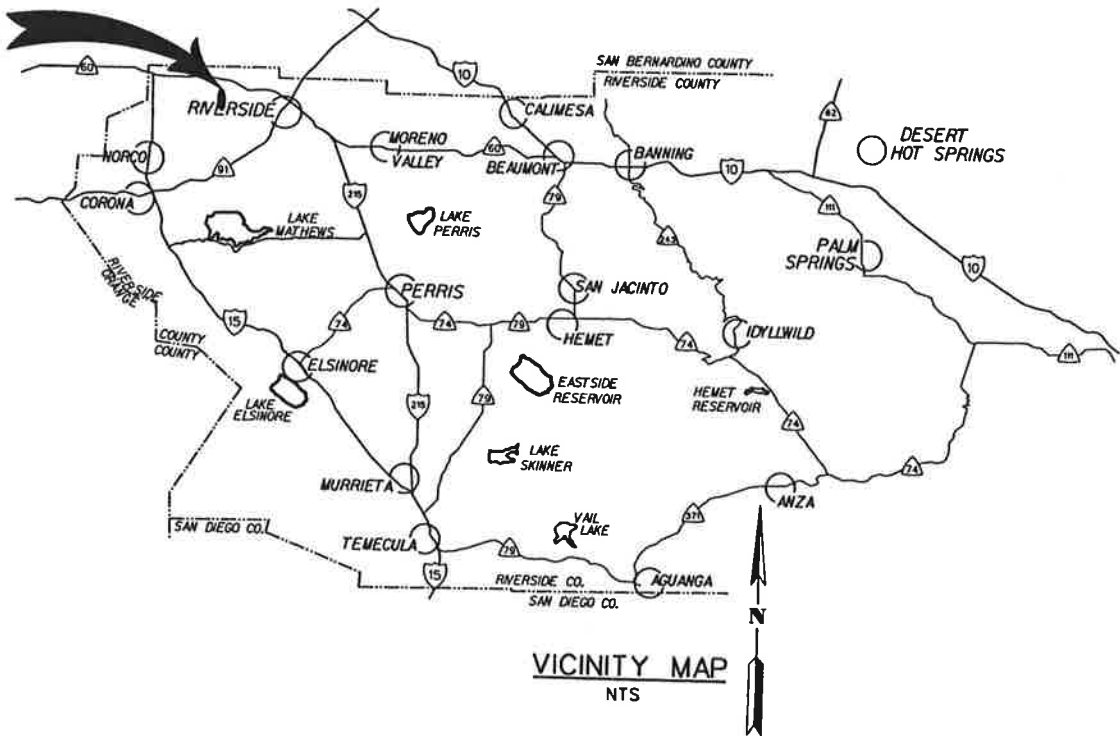 SAN BERNARDINO COUNTY
RIVERSIDE COUNTY
60
10
62
RIVERSIDE
CALIMESA
DESERT
HOT SPRINGS
MORENO
VALLEY
60
NORCO
BEAUMONT
BANNING
10
91
CORONA
79
215
111
LAKE
MATHEWS
LAKE
PERRIS
243
PALM
SPRINGS
10
RIVERSIDE
ORANGE
PERRIS
SAN JACINTO
15
74
74
79
HEMET
IDYLLWILD
74
111
COUNTY
COUNTY
ELSINORE
EASTSIDE
RESERVOIR
HEMET
RESERVOIR
LAKE
ELSINORE
215
79
74
LAKE
SKINNER
74
MURRIETA
ANZA
371
SAN DIEGO CO.
VAIL
LAKE
TEMECULA
79
15
RIVERSIDE CO.
SAN DIEGO CO.
AGUANGA
N
VICINITY MAP
NTS